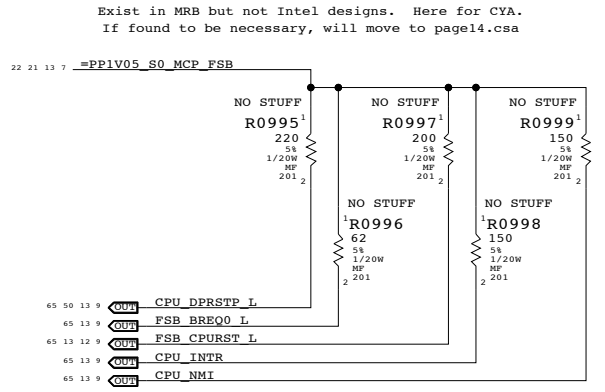 Exist in MRB but not Intel designs.  Here for CYA.
If found to be necessary, will move to page14.csa
22 21 13 7 =PP1V05_S0_MCP_FSB
NO STUFF
R0995 1
220
5%
1/20W
MF
201
2
NO STUFF
R0997 1
200
5%
1/20W
MF
201
2
NO STUFF
R0999 1
150
5%
1/20W
MF
201
2
NO STUFF
1 R0996
62
5%
1/20W
MF
201
2
NO STUFF
1 R0998
150
5%
1/20W
MF
201
2
65 50 13 9 OUT CPU_DPRSTP_L
65 13 9 OUT FSB_BREQ0_L
65 13 12 9 OUT FSB_CPURST_L
65 13 9 OUT CPU_INTR
65 13 9 OUT CPU_NMI